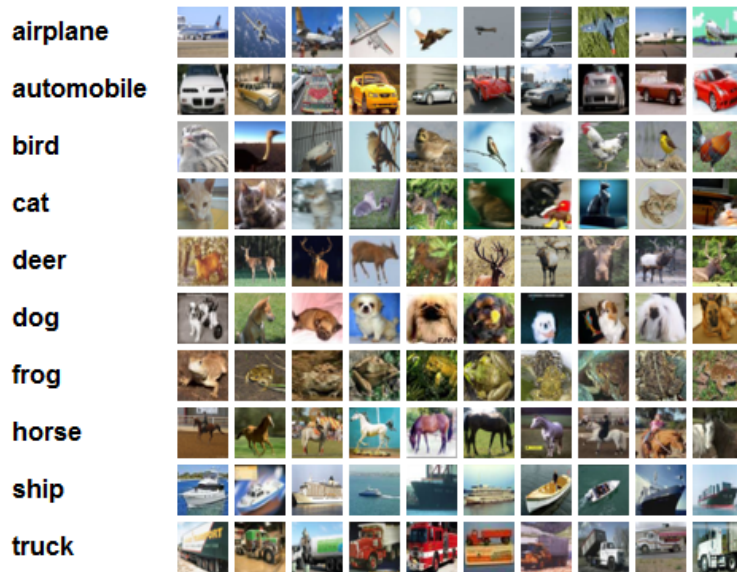 airplane
automobile
bird
cat
deer
dog
frog
horse
ship
truck